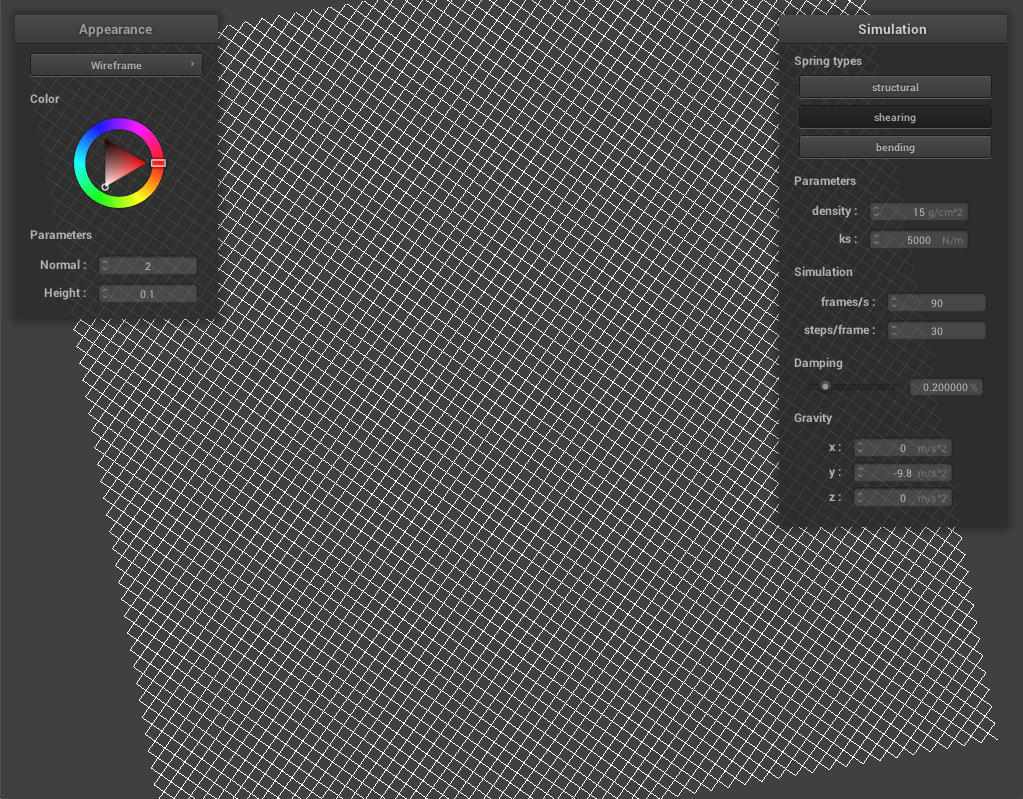 Appearance
Wireframe
Color
Parameters
Normal : 2
Height : 0.1
Simulation
Spring types
structural
shearing
bending
Parameters
density : 15 g/cm^2
ks : 5000 N/m
Simulation
frames/s : 90
steps/frame : 30
Damping
0.200000 %
Gravity
x : 0 m/s^2
y : -9.8 m/s^2
z : 0 m/s^2